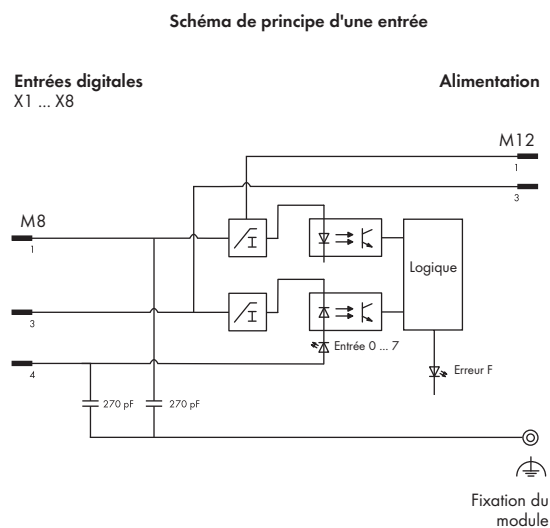 Schéma de principe d'une entrée
Entrées digitales
X1 ... X8
Alimentation
M12
1
3
M8
1
I
Logique
3
I
Entrée 0 ... 7
4
Erreur F
270 pF
270 pF
Fixation du
module